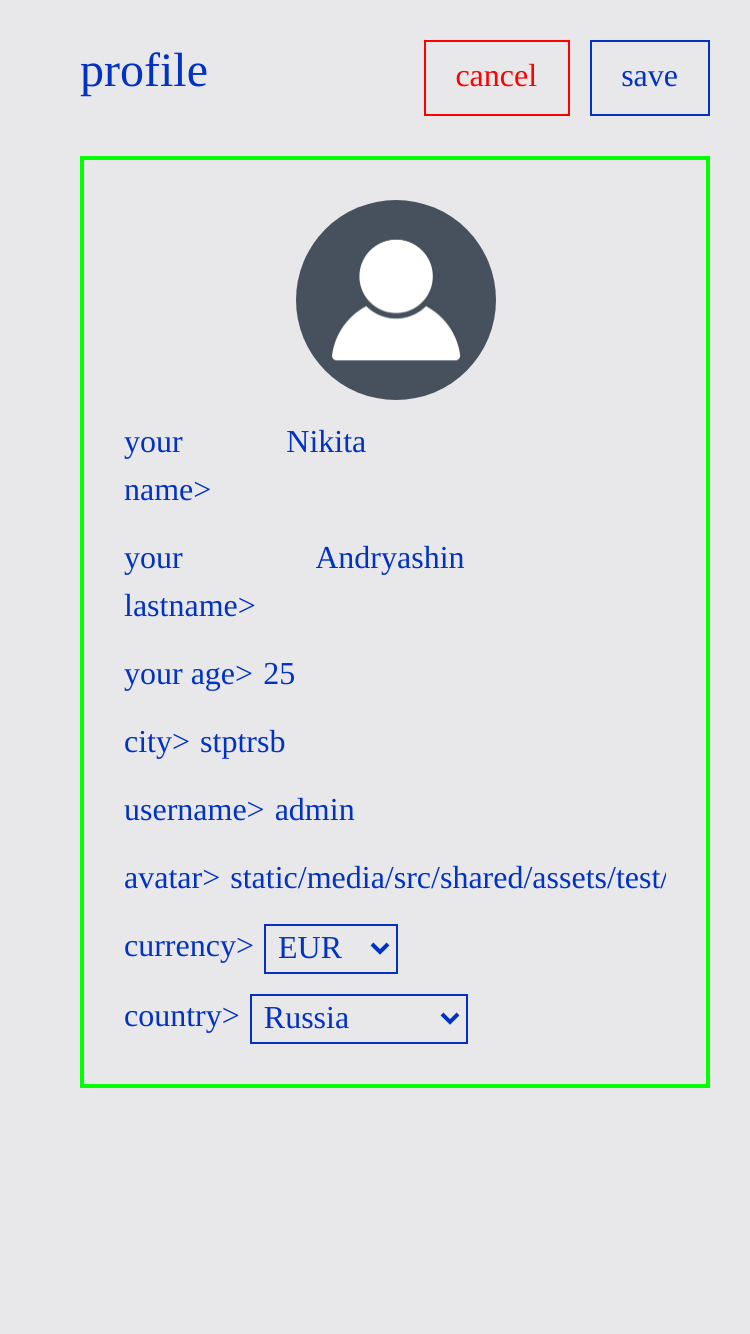 profile
cancel
save
your name>
Nikita
your lastname>
Andryashin
your age> 25
city> stptrsb
username> admin
avatar> static/media/src/shared/assets/test/
currency> EUR
country> Russia